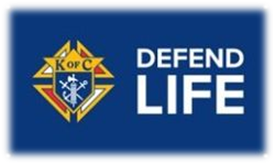 K OF C
DEFEND
LIFE